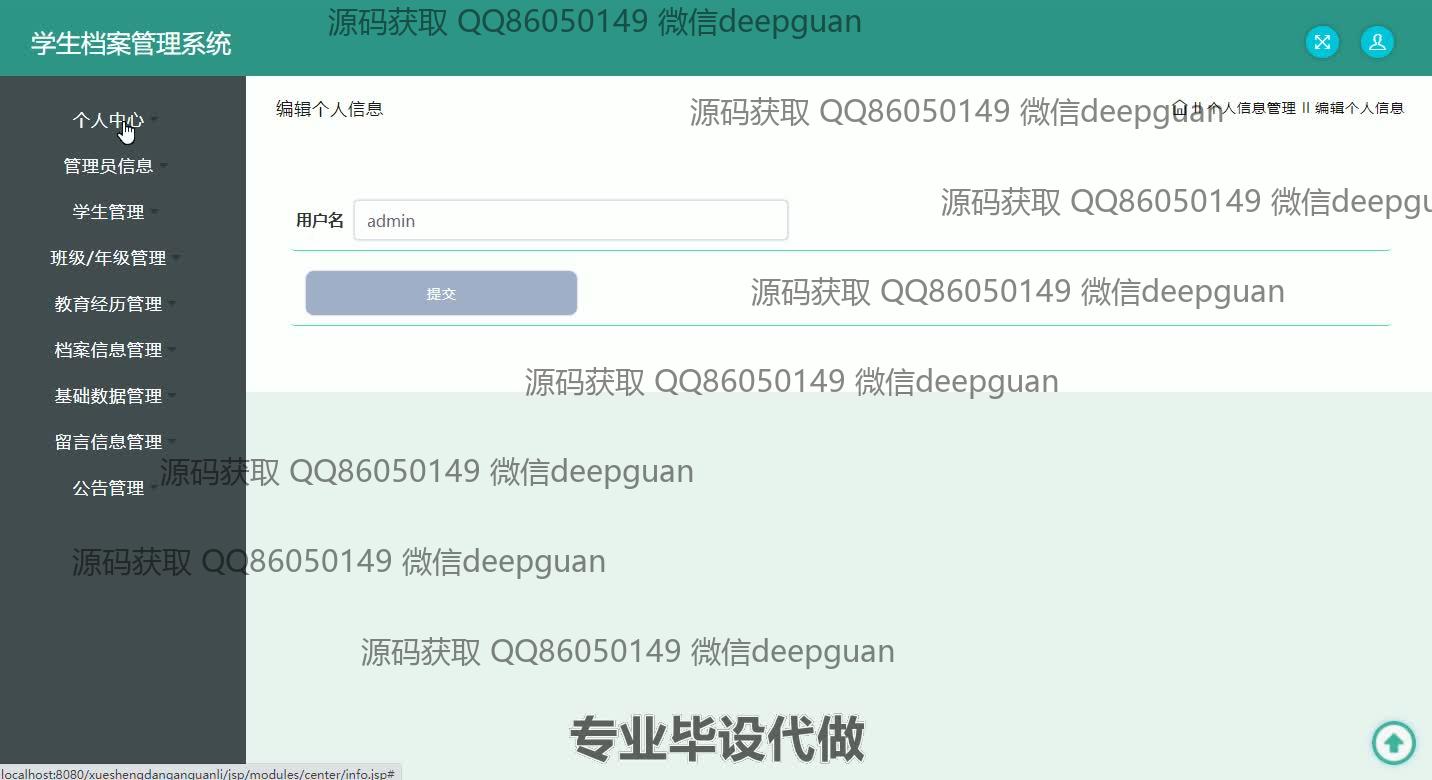 源码获取 QQ86050149 微信deepguan
学生档案管理系统
个人中心
管理员信息
学生管理
班级/年级管理
教育经历管理
档案信息管理
基础数据管理
留言信息管理
公告管理
编辑个人信息
源码获取 QQ86050149 微信deepguan
II 个人信息管理 II 编辑个人信息
源码获取 QQ86050149 微信deepgu
用户名 admin
提交
源码获取 QQ86050149 微信deepguan
源码获取 QQ86050149 微信deepguan
源码获取 QQ86050149 微信deepguan
源码获取 QQ86050149 微信deepguan
源码获取 QQ86050149 微信deepguan
专业毕设代做
localhost:8080/xueshengdanganguanli/jsp/modules/center/info.jsp#